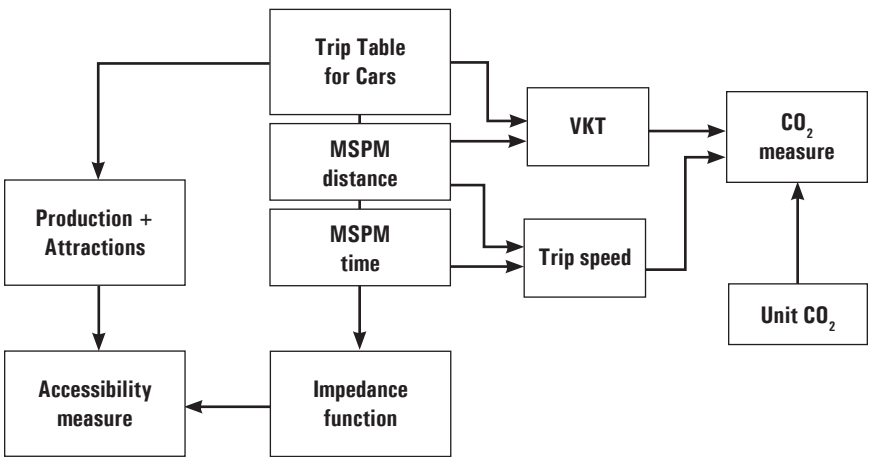 Trip Table
for Cars
MSPM
distance
MSPM
time
VKT
CO₂
measure
Production +
Attractions
Trip speed
Unit CO₂
Accessibility
measure
Impedance
function